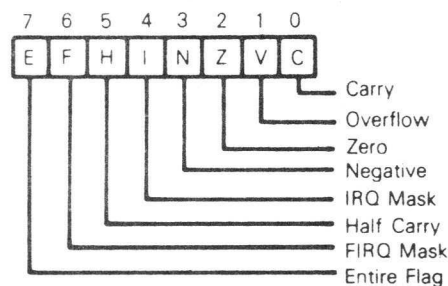 7 6 5 4 3 2 1 0
E F H I N Z V C
Carry
Overflow
Zero
Negative
IRQ Mask
Half Carry
FIRQ Mask
Entire Flag